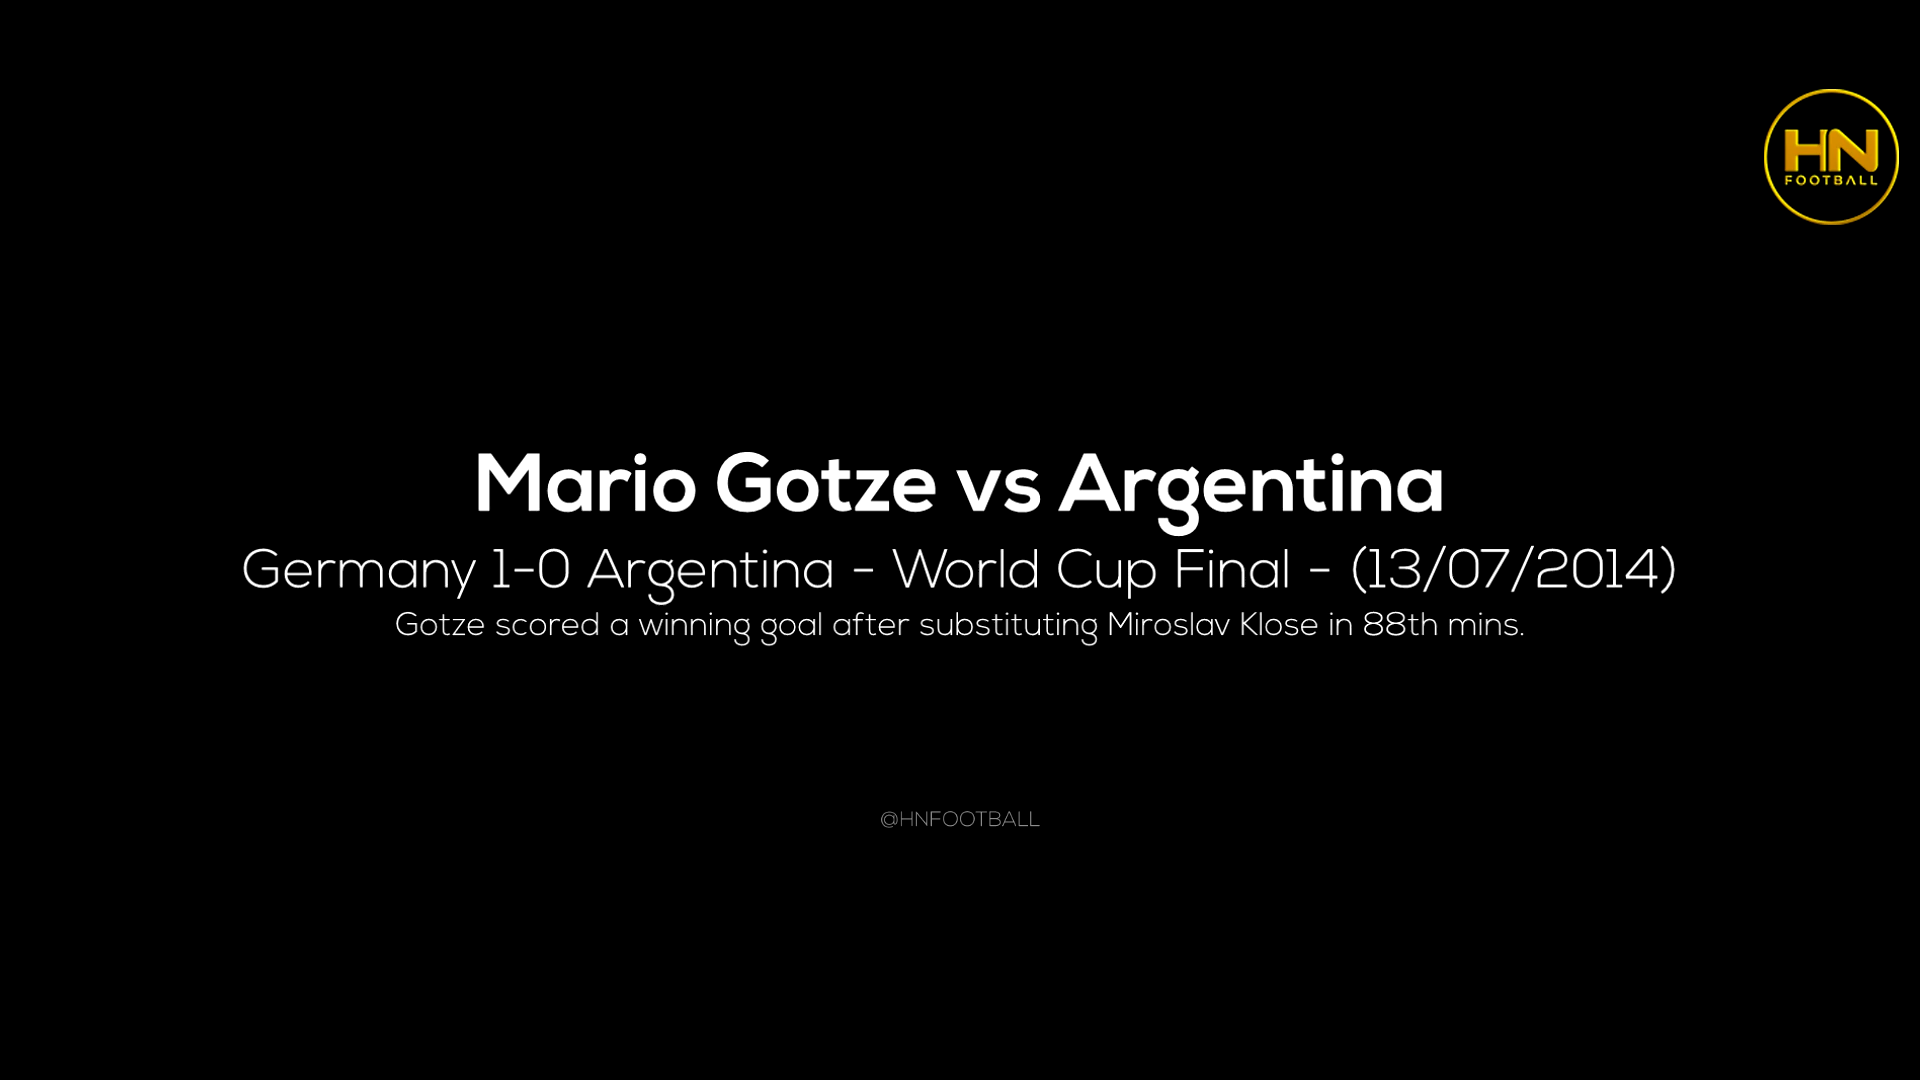 HN
FOOTBALL
Mario Gotze vs Argentina
Germany 1-0 Argentina - World Cup Final - (13/07/2014)
Gotze scored a winning goal after substituting Miroslav Klose in 88th mins.
@HNFOOTBALL